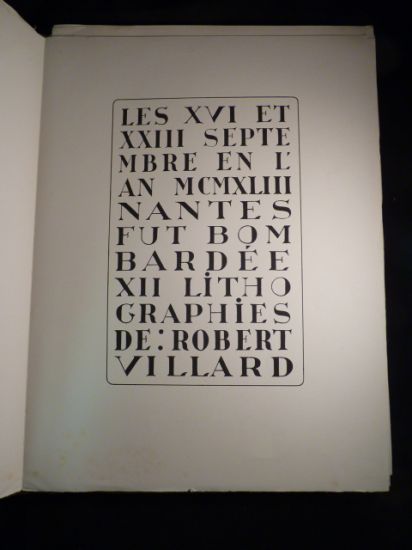 LES XVI ET
XXIII SEPTE
MBRE EN L'
AN MCMXLIII
NANTES
FUT BOM
BARDÉE
XII LiTHO
GRAPHiES
DE: ROBERT
VILLARD